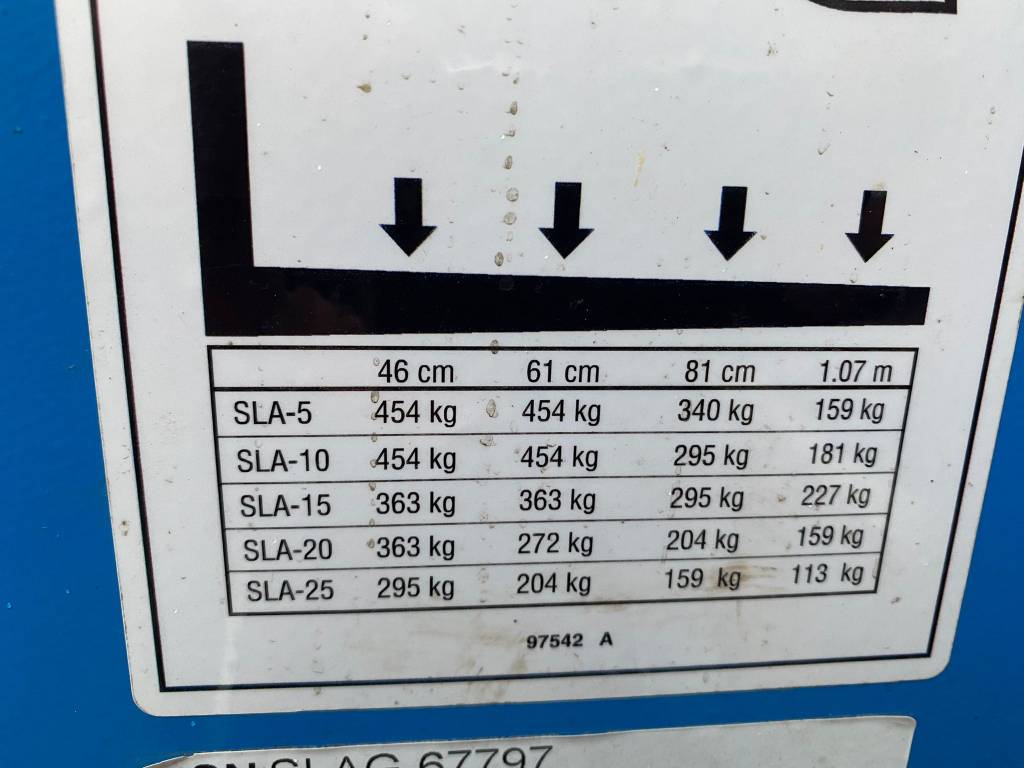 46 cm 61 cm 81 cm 1.07 m
SLA-5 454 kg 454 kg 340 kg 159 kg
SLA-10 454 kg 454 kg 295 kg 181 kg
SLA-15 363 kg 363 kg 295 kg 227 kg
SLA-20 363 kg 272 kg 204 kg 159 kg
SLA-25 295 kg 204 kg 159 kg 113 kg
97542 A
SLAG 67797